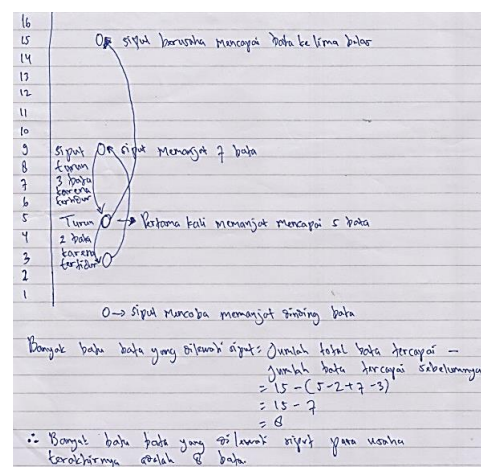 16
15 O siput berusaha mencapai bata ke lima belas
14
13
12
11
10
9 siput O siput memanjat 7 bata
8 turun
7 3 bata
6 karena tertidur
5 Turun O → Pertama kali memanjat mencapai 5 bata
4 2 bata
3 karena tertidur O
2
1
O → siput mencoba memanjat dinding bata
Banyak batu bata yang dilewati siput = Jumlah total bata tercapai -
Jumlah bata tercapai sebelumnya
= 15 - (5-2+7-3)
= 15 - 7
= 8
∴ Banyak batu bata yang dilewati siput pada usaha
terakhirnya adalah 8 bata.